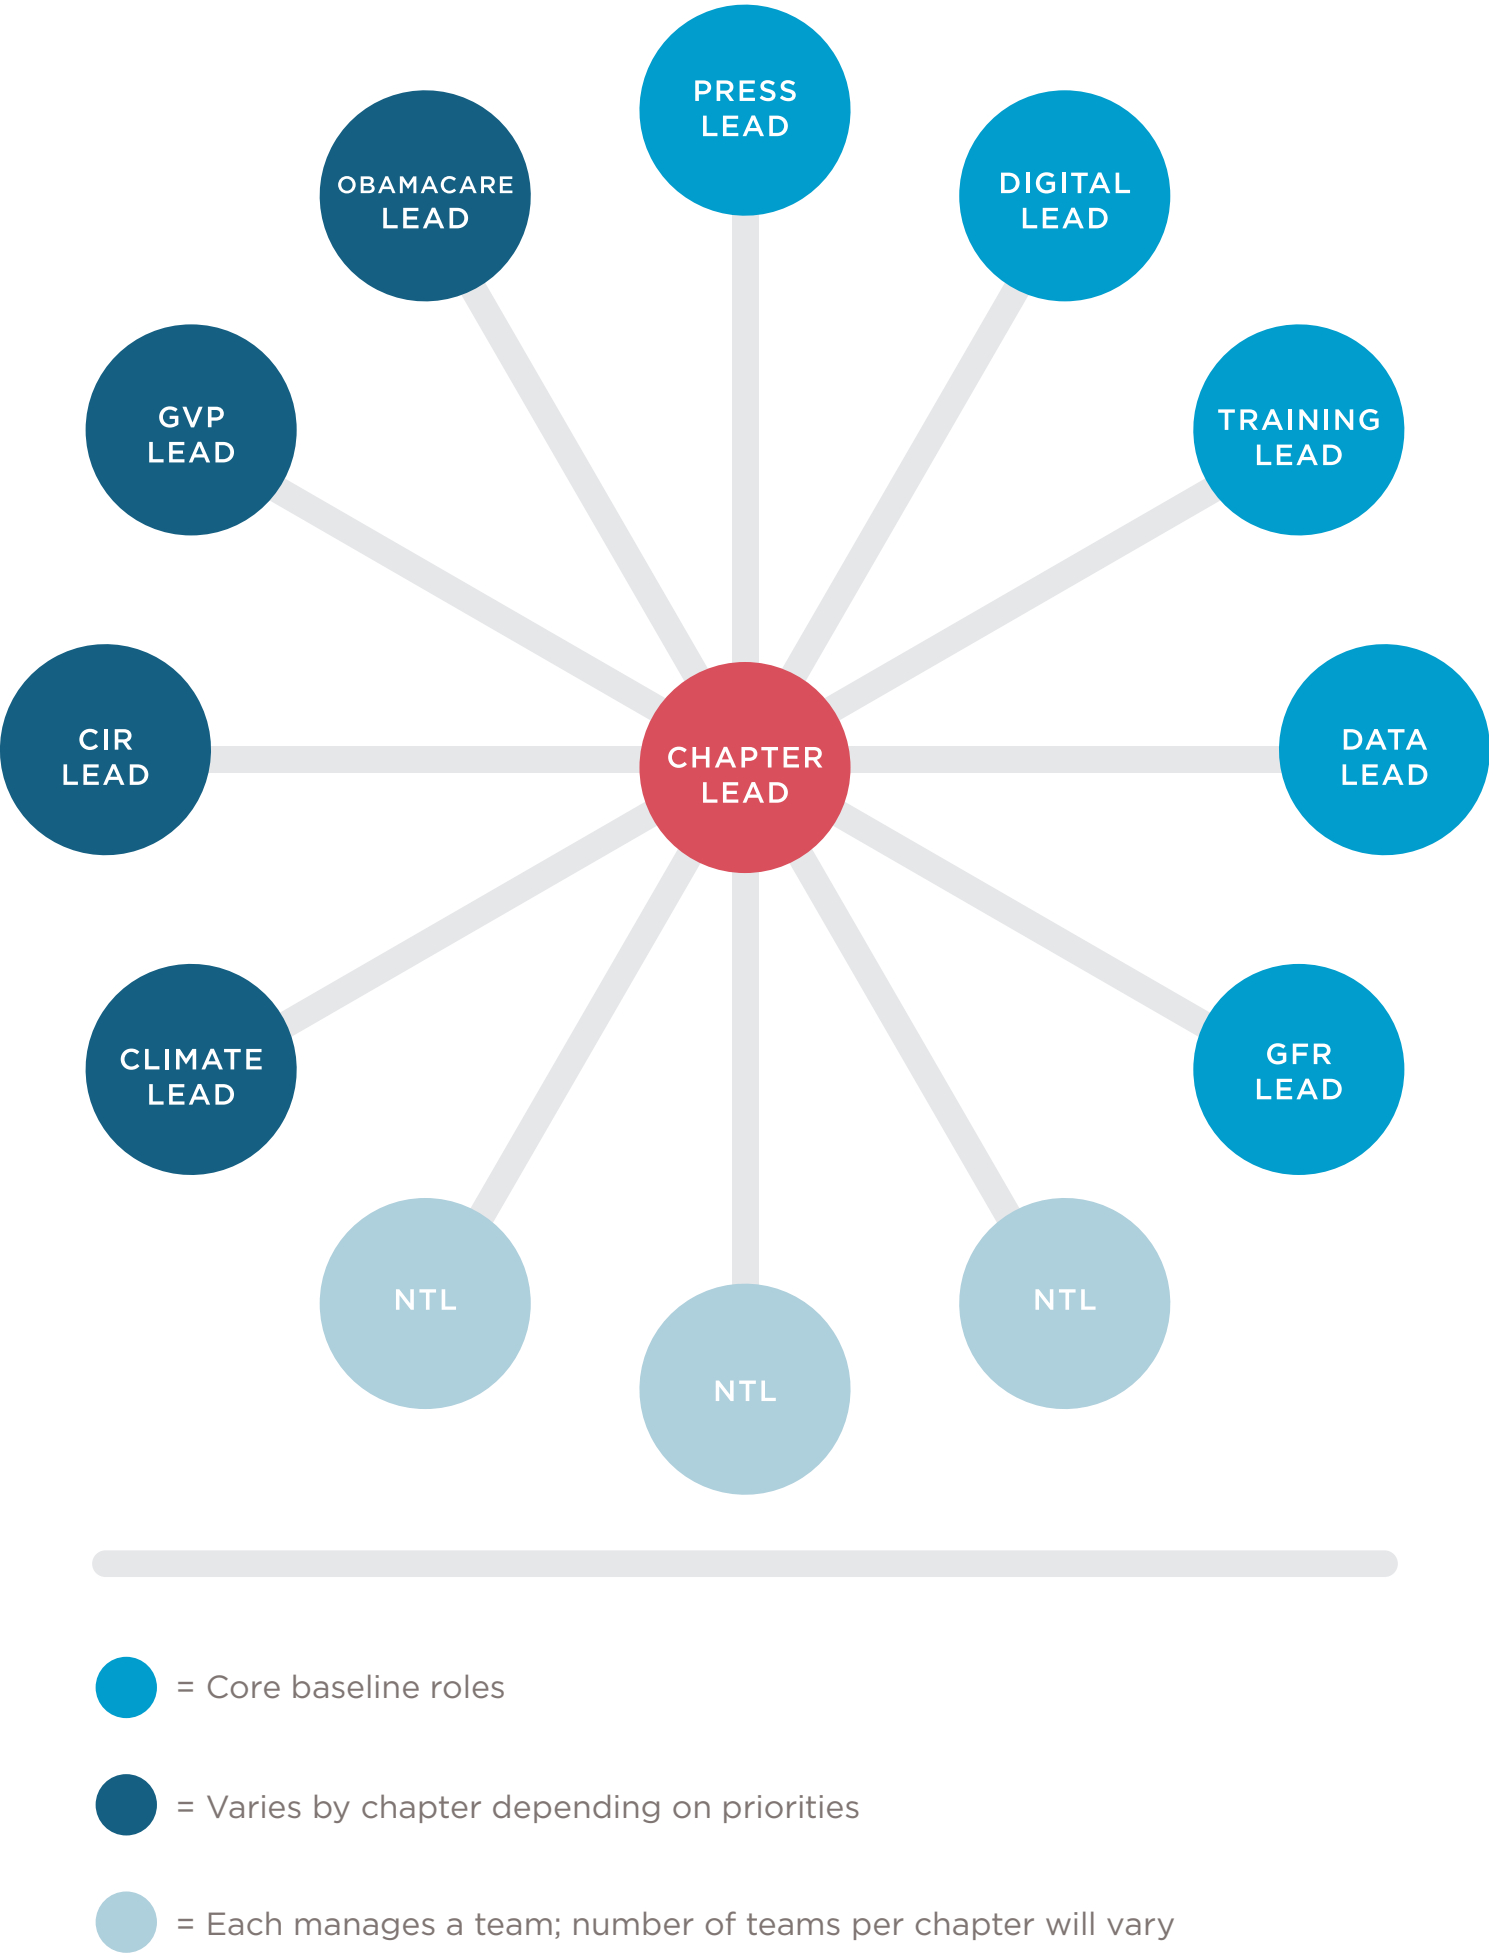 PRESS
LEAD
DIGITAL
LEAD
OBAMACARE
LEAD
TRAINING
LEAD
GVP
LEAD
DATA
LEAD
CIR
LEAD
CHAPTER
LEAD
GFR
LEAD
CLIMATE
LEAD
NTL
NTL
NTL
= Core baseline roles
= Varies by chapter depending on priorities
= Each manages a team; number of teams per chapter will vary